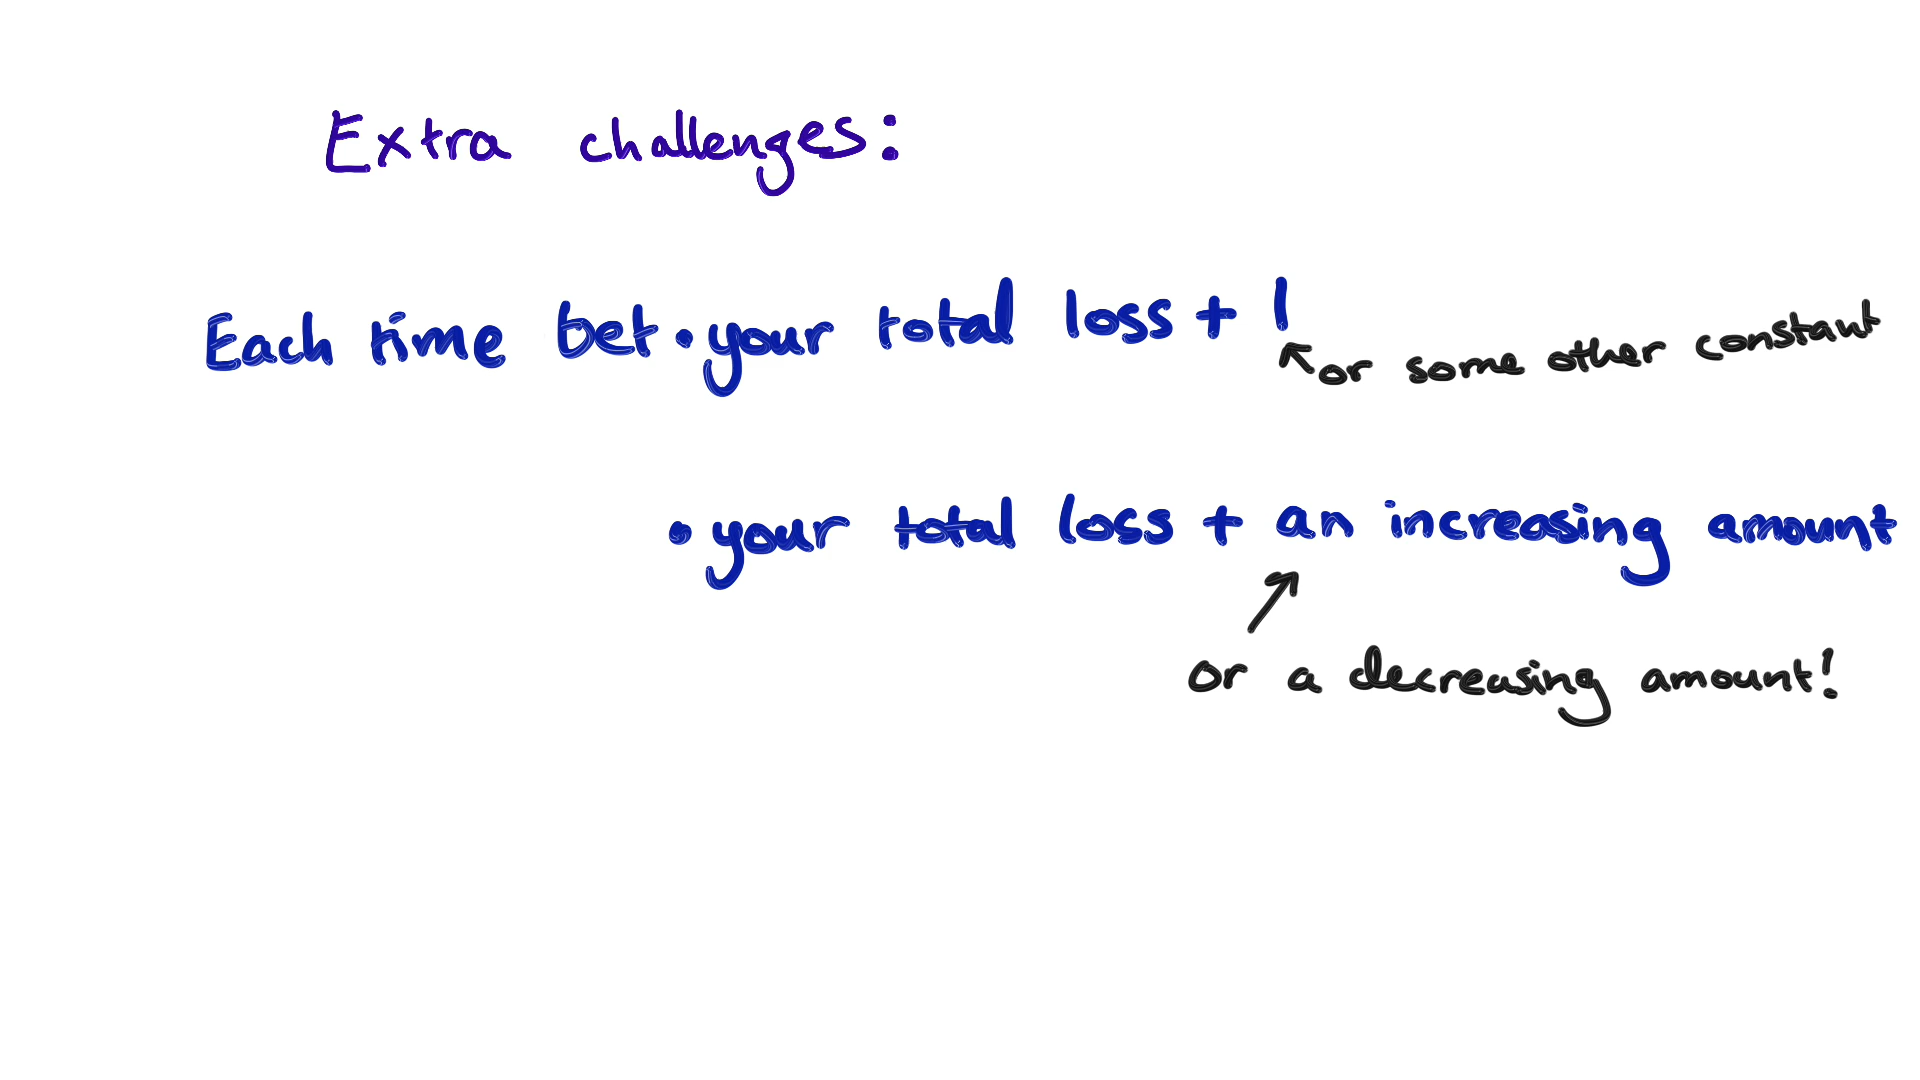 Extra challenges:
Each time bet • your total loss + 1
or some other constant
• your total loss + an increasing amount
or a decreasing amount!